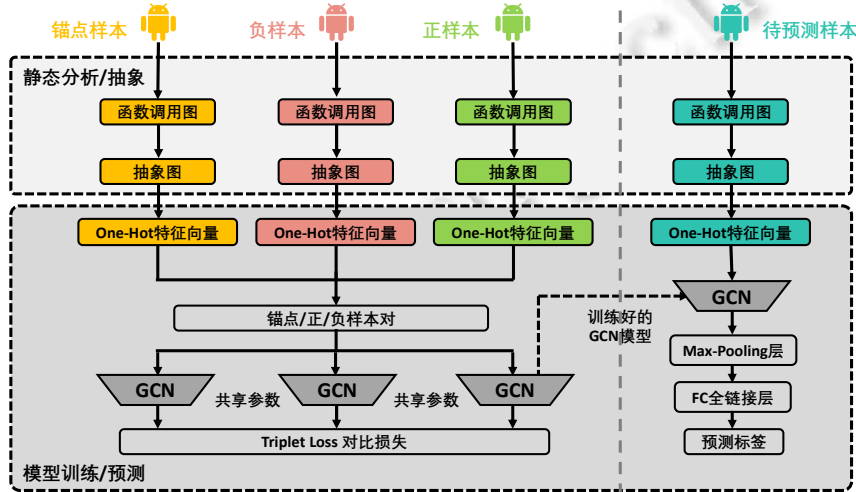 锚点样本
负样本
正样本
待预测样本
静态分析/抽象
函数调用图
函数调用图
函数调用图
函数调用图
抽象图
抽象图
抽象图
抽象图
One-Hot特征向量
One-Hot特征向量
One-Hot特征向量
One-Hot特征向量
GCN
锚点/正/负样本对
训练好的
GCN模型
Max-Pooling层
GCN
共享参数
GCN
共享参数
GCN
FC全链接层
Triplet Loss 对比损失
预测标签
模型训练/预测